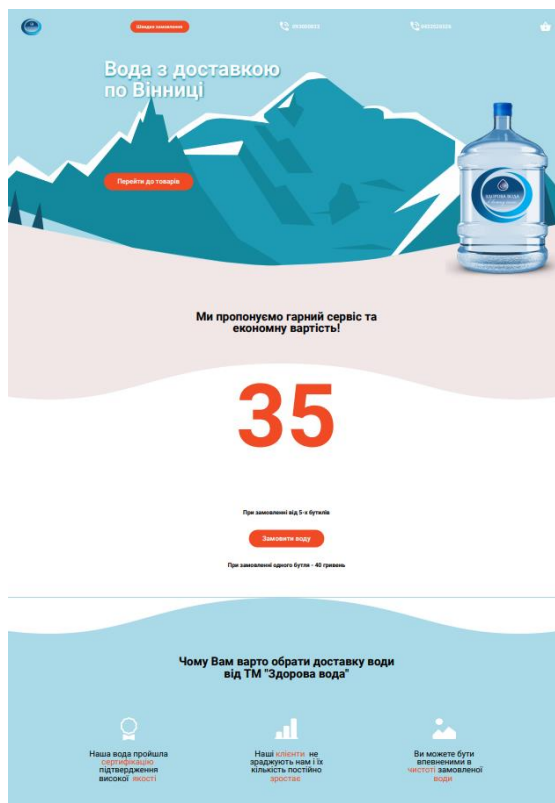 Швидке замовлення
Вода з доставкою
по Вінниці
Перейти до товарів
ЗДОРОВА ВОДА
Ми пропонуємо гарний сервіс та
економну вартість!
35
При замовленні від 5-х бутилів
Замовити воду
При замовленні одного бутля - 40 гривень
Чому Вам варто обрати доставку води
від ТМ "Здорова вода"
Наша вода пройшла
сертифікацію
підтвердження
високої якості
Наші клієнти не
зраджують нам і їх
кількість постійно
зростає
Ви можете бути
впевненими в
чистоті замовленої
води